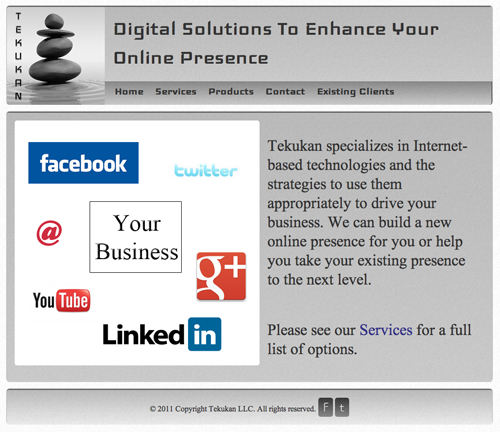 TEKUKAN
Digital Solutions To Enhance Your
Online Presence
Home Services Products Contact Existing Clients
facebook
twitter
@
Your
Business
g+
YouTube
Linked in
Tekukan specializes in Internet-
based technologies and the
strategies to use them
appropriately to drive your
business. We can build a new
online presence for you or help
you take your existing presence
to the next level.
Please see our Services for a full
list of options.
© 2011 Copyright Tekukan LLC. All rights reserved. f t